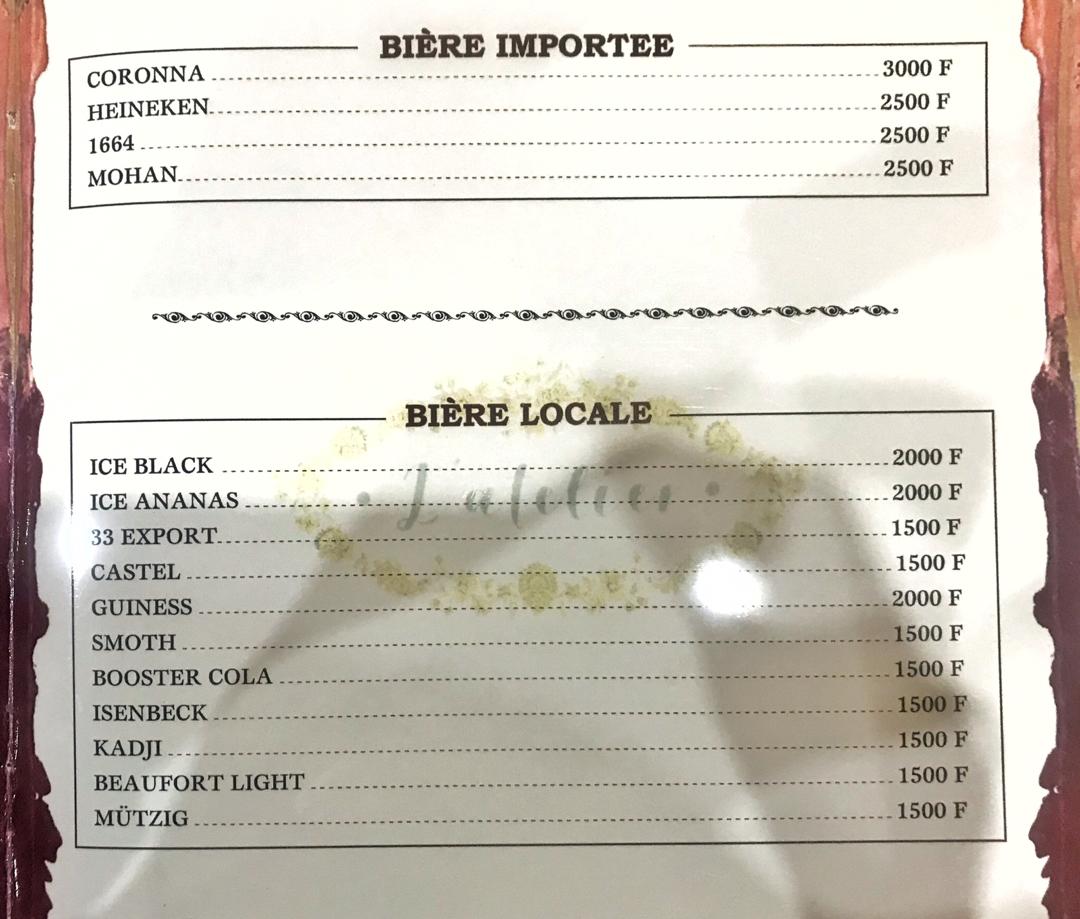 BIÈRE IMPORTEE
CORONNA 3000 F
HEINEKEN 2500 F
1664 2500 F
MOHAN 2500 F
BIÈRE LOCALE
L'atelier
ICE BLACK 2000 F
ICE ANANAS 2000 F
33 EXPORT 1500 F
CASTEL 1500 F
GUINESS 2000 F
SMOTH 1500 F
BOOSTER COLA 1500 F
ISENBECK 1500 F
KADJI 1500 F
BEAUFORT LIGHT 1500 F
MÜTZIG 1500 F